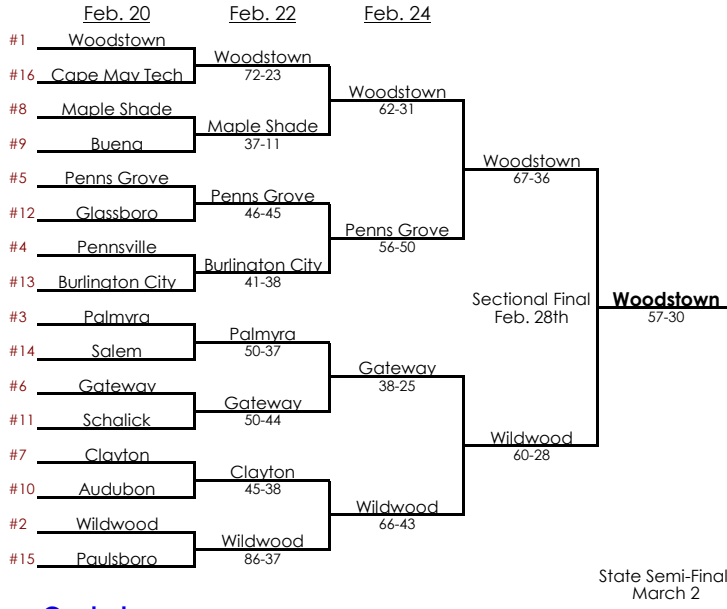 Feb. 20 Feb. 22 Feb. 24
#1 Woodstown
Woodstown
72-23
#16 Cape May Tech
Woodstown
62-31
#8 Maple Shade
Maple Shade
37-11
#9 Buena
Woodstown
67-36
#5 Penns Grove
Penns Grove
46-45
#12 Glassboro
Penns Grove
56-50
#4 Pennsville
Burlington City
41-38
#13 Burlington City
Sectional Final
Feb. 28th
Woodstown
57-30
#3 Palmyra
Palmyra
50-37
#14 Salem
Gateway
38-25
#6 Gateway
Gateway
50-44
#11 Schalick
Wildwood
60-28
#7 Clayton
Clayton
45-38
#10 Audubon
Wildwood
66-43
#2 Wildwood
Wildwood
86-37
#15 Paulsboro
State Semi-Final
March 2